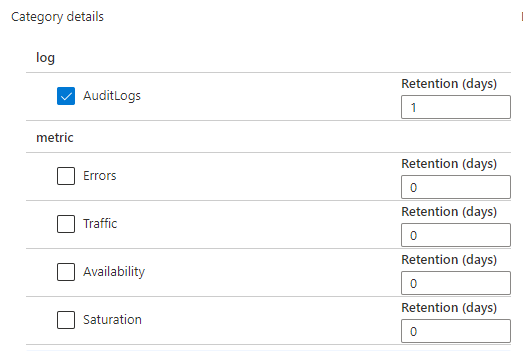 Category details
log
AuditLogs
Retention (days)
1
metric
Errors
Retention (days)
0
Traffic
Retention (days)
0
Availability
Retention (days)
0
Saturation
Retention (days)
0